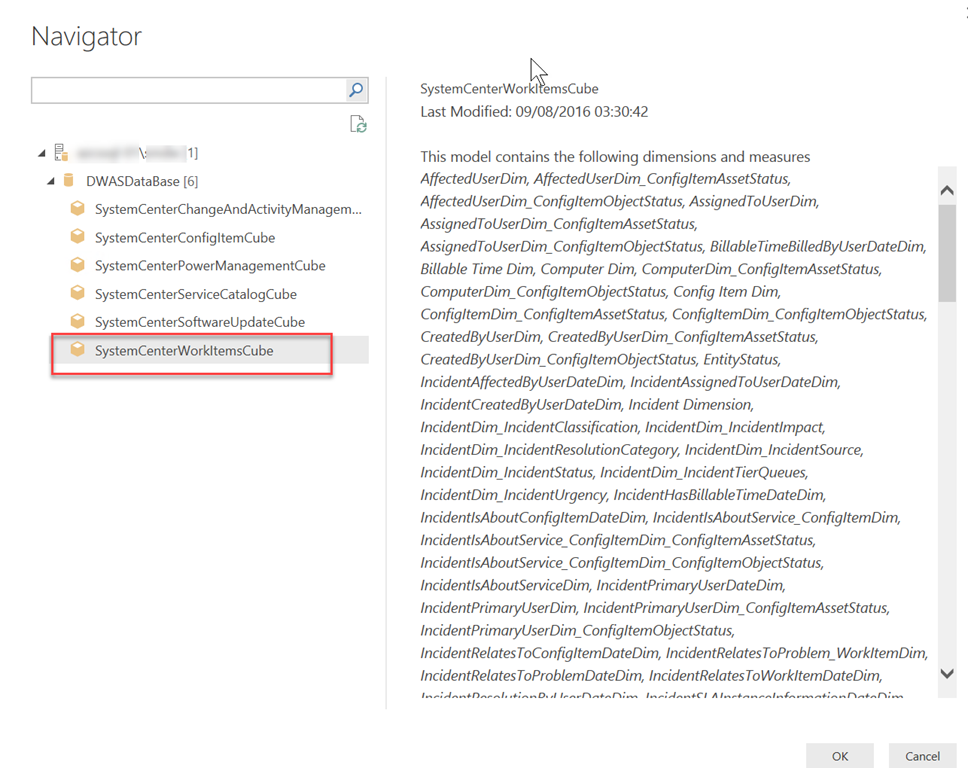 Navigator
[1]
DWASDataBase [6]
SystemCenterChangeAndActivityManagem...
SystemCenterConfigItemCube
SystemCenterPowerManagementCube
SystemCenterServiceCatalogCube
SystemCenterSoftwareUpdateCube
SystemCenterWorkItemsCube
SystemCenterWorkItemsCube
Last Modified: 09/08/2016 03:30:42
This model contains the following dimensions and measures
AffectedUserDim, AffectedUserDim_ConfigItemAssetStatus,
AffectedUserDim_ConfigItemObjectStatus, AssignedToUserDim,
AssignedToUserDim_ConfigItemAssetStatus,
AssignedToUserDim_ConfigItemObjectStatus, BillableTimeBilledByUserDateDim,
Billable Time Dim, Computer Dim, ComputerDim_ConfigItemAssetStatus,
ComputerDim_ConfigItemObjectStatus, Config Item Dim,
ConfigItemDim_ConfigItemAssetStatus, ConfigItemDim_ConfigItemObjectStatus,
CreatedByUserDim, CreatedByUserDim_ConfigItemAssetStatus,
CreatedByUserDim_ConfigItemObjectStatus, EntityStatus,
IncidentAffectedByUserDateDim, IncidentAssignedToUserDateDim,
IncidentCreatedByUserDateDim, Incident Dimension,
IncidentDim_IncidentClassification, IncidentDim_IncidentImpact,
IncidentDim_IncidentResolutionCategory, IncidentDim_IncidentSource,
IncidentDim_IncidentStatus, IncidentDim_IncidentTierQueues,
IncidentDim_IncidentUrgency, IncidentHasBillableTimeDateDim,
IncidentIsAboutConfigItemDateDim, IncidentIsAboutService_ConfigItemDim,
IncidentIsAboutService_ConfigItemDim_ConfigItemAssetStatus,
IncidentIsAboutService_ConfigItemDim_ConfigItemObjectStatus,
IncidentIsAboutServiceDim, IncidentPrimaryUserDateDim,
IncidentPrimaryUserDim, IncidentPrimaryUserDim_ConfigItemAssetStatus,
IncidentPrimaryUserDim_ConfigItemObjectStatus,
IncidentRelatesToConfigItemDateDim, IncidentRelatesToProblem_WorkItemDim,
IncidentRelatesToProblemDateDim, IncidentRelatesToWorkItemDateDim,
IncidentResolutionByUserDateDim, IncidentSLAInstanceInformationDateDim
OK
Cancel